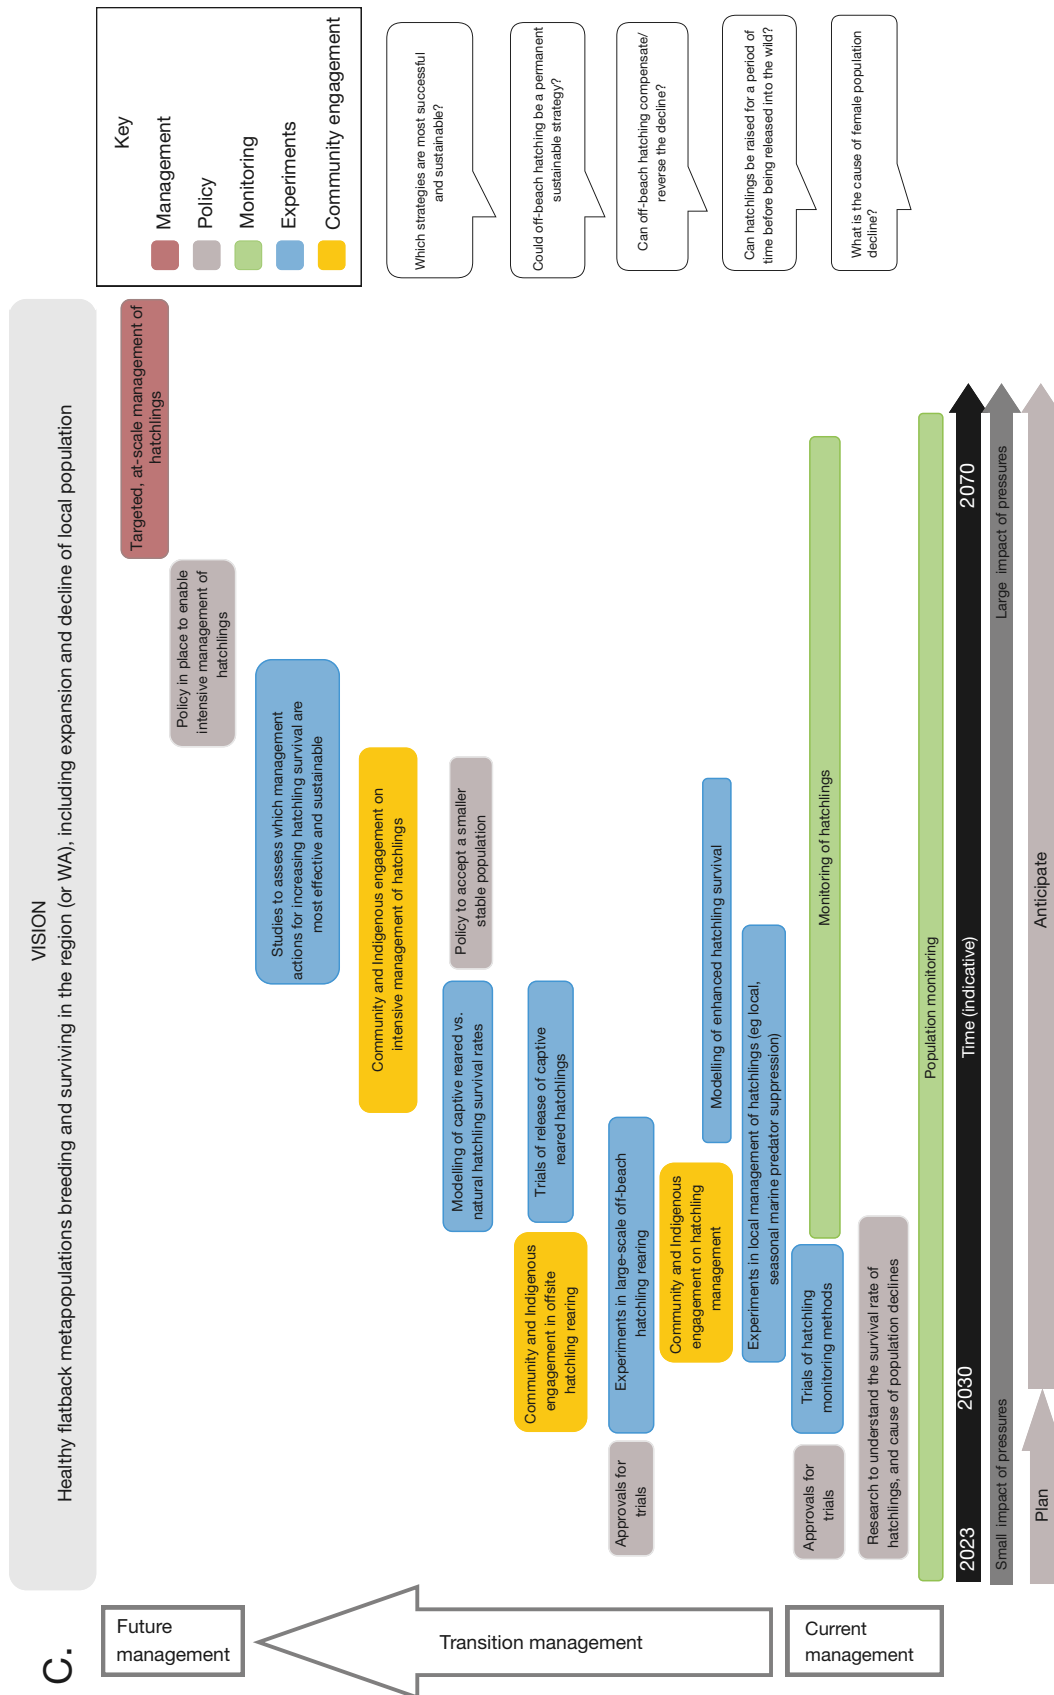 C.
VISION
Healthy flatback metapopulations breeding and surviving in the region (or WA), including expansion and decline of local population
Future
management
Transition management
Current
management
Targeted, at-scale management of
hatchlings
Policy in place to enable
intensive management of
hatchlings
Studies to assess which management
actions for increasing hatchling survival are
most effective and sustainable
Community and Indigenous engagement on
intensive management of hatchlings
Modelling of captive reared vs.
natural hatchling survival rates
Policy to accept a smaller
stable population
Community and Indigenous
engagement in offsite
hatchling rearing
Trials of release of captive
reared hatchlings
Approvals for
trials
Experiments in large-scale off-beach
hatchling rearing
Community and Indigenous
engagement on hatchling
management
Modelling of enhanced hatchling survival
Experiments in local management of hatchlings (eg local,
seasonal marine predator suppression)
Approvals for
trials
Trials of hatchling
monitoring methods
Monitoring of hatchlings
Research to understand the survival rate of
hatchlings, and cause of population declines
Population monitoring
2023
2030
Time (indicative)
2070
Small impact of pressures
Large impact of pressures
Plan
Anticipate
Key
Management
Policy
Monitoring
Experiments
Community engagement
Which strategies are most successful
and sustainable?
Could off-beach hatching be a permanent
sustainable strategy?
Can off-beach hatching compensate/
reverse the decline?
Can hatchlings be raised for a period of
time before being released into the wild?
What is the cause of female population
decline?